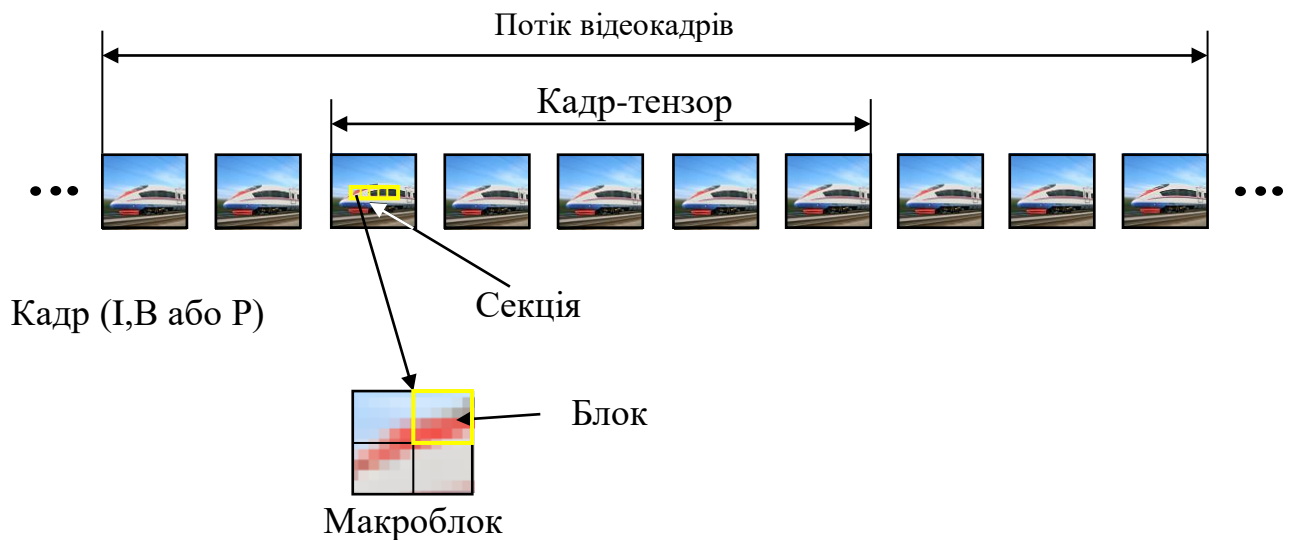 Потік відеокадрів
Кадр-тензор
Секція
Кадр (I,B або P)
Блок
Макроблок